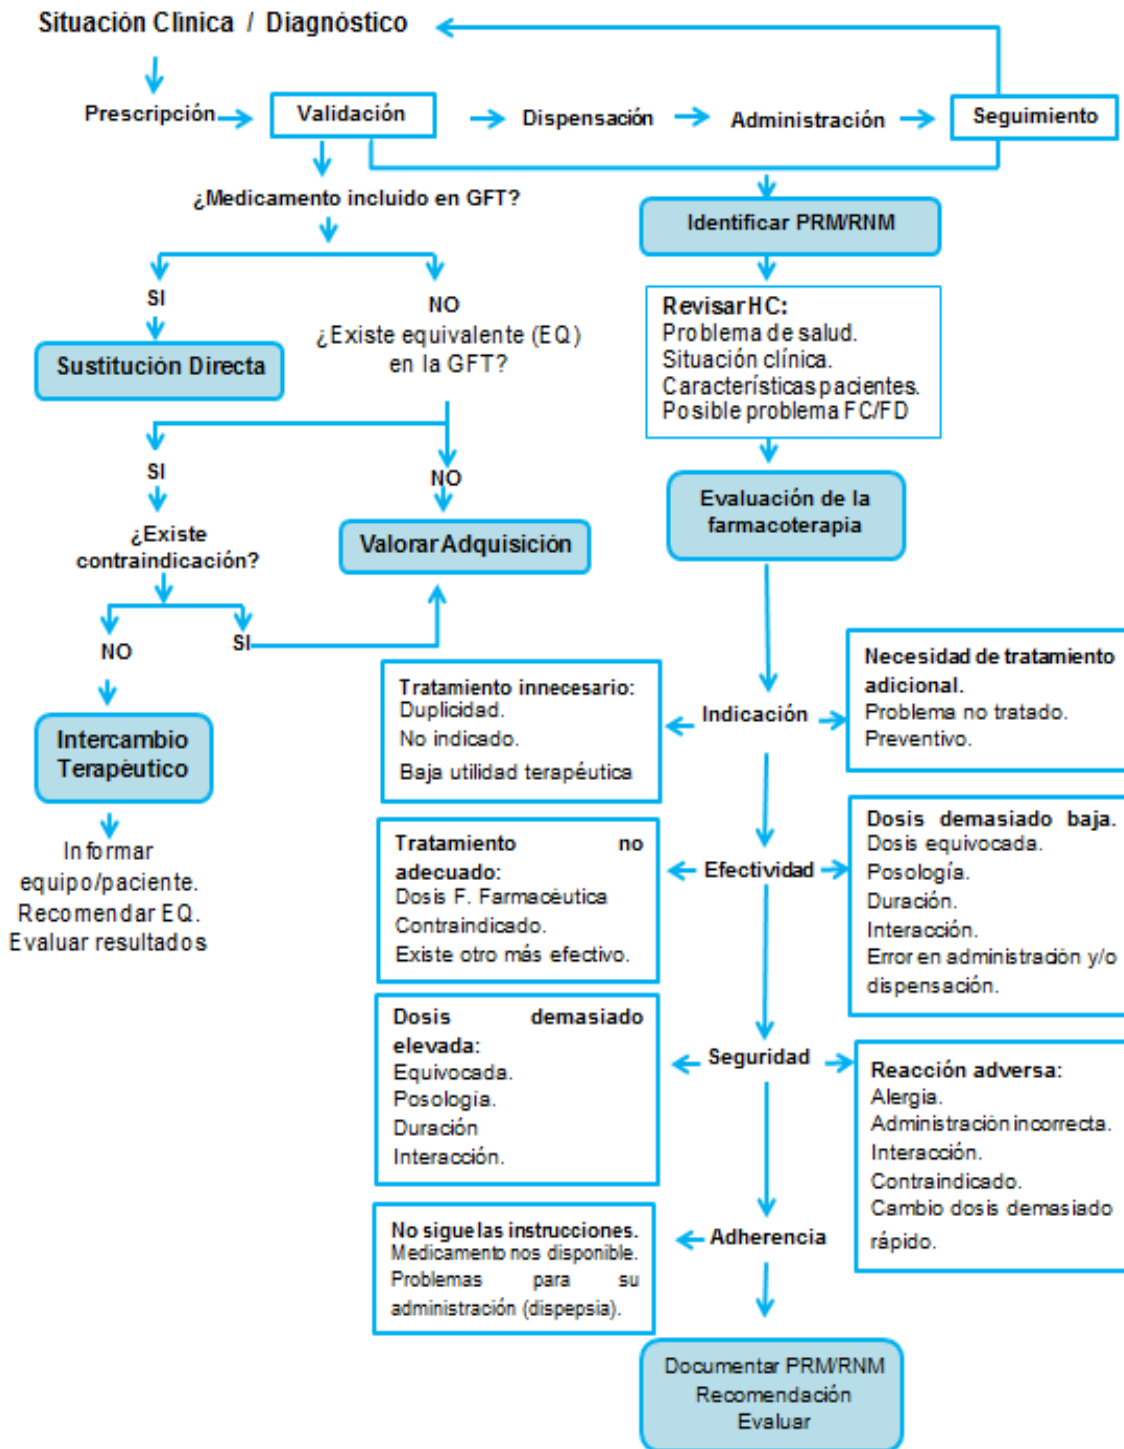 Situación Clínica / Diagnóstico
Prescripción
Validación
Dispensación
Administración
Seguimiento
¿Medicamento incluido en GFT?
SI
Sustitución Directa
NO
¿Existe equivalente (EQ)
en la GFT?
SI
¿Existe
contraindicación?
NO
Valorar Adquisición
NO
SI
Intercambio
Terapéutico
Informar
equipo/paciente.
Recomendar EQ.
Evaluar resultados
Identificar PRM/RNM
Revisar HC:
Problema de salud.
Situación clínica.
Características pacientes.
Posible problema FC/FD
Evaluación de la
farmacoterapia
Tratamiento innecesario:
Duplicidad.
No indicado.
Baja utilidad terapéutica
Indicación
Necesidad de tratamiento
adicional.
Problema no tratado.
Preventivo.
Tratamiento no
adecuado:
Dosis F. Farmacéutica
Contraindicado.
Existe otro más efectivo.
Efectividad
Dosis demasiado baja.
Dosis equivocada.
Posología.
Duración.
Interacción.
Error en administración y/o
dispensación.
Dosis demasiado
elevada:
Equivocada.
Posología.
Duración
Interacción.
Seguridad
Reacción adversa:
Alergia.
Administración incorrecta.
Interacción.
Contraindicado.
Cambio dosis demasiado
rápido.
No sigue las instrucciones.
Medicamento nos disponible.
Problemas para su
administración (dispepsia).
Adherencia
Documentar PRM/RNM
Recomendación
Evaluar